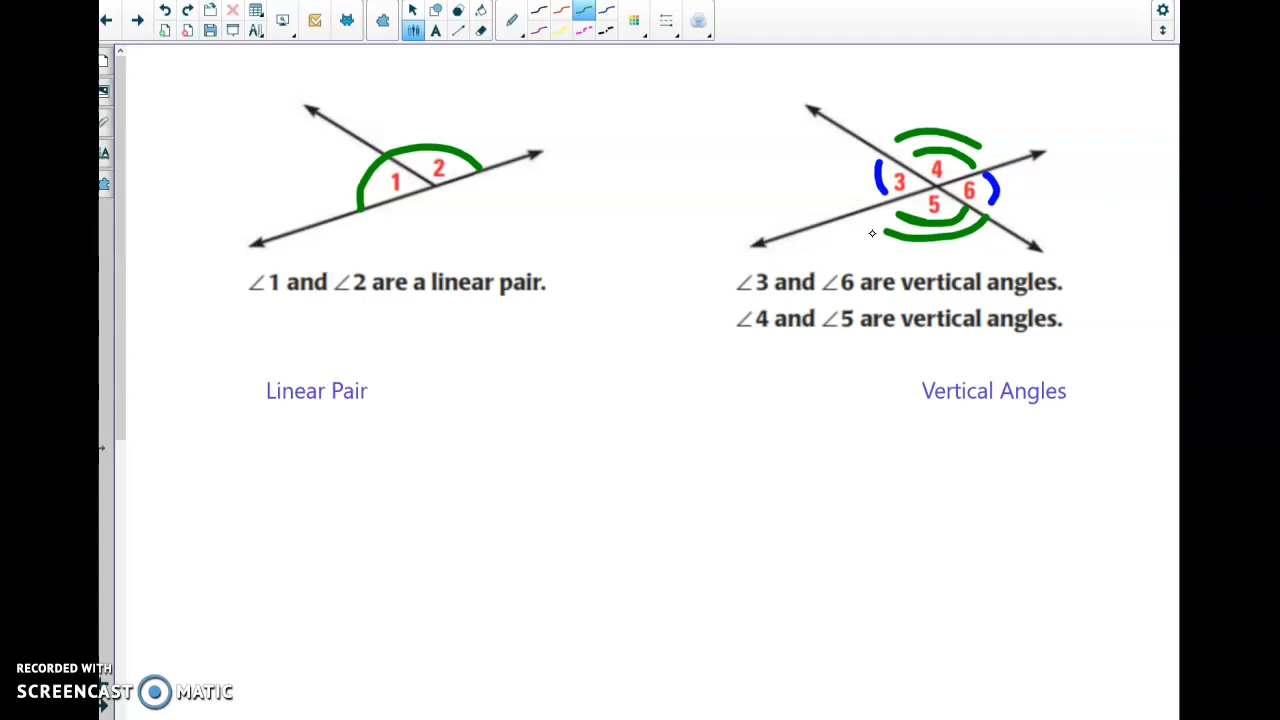 1
2
3
4
5
6
∠1 and ∠2 are a linear pair.
∠3 and ∠6 are vertical angles.
∠4 and ∠5 are vertical angles.
Linear Pair
Vertical Angles
RECORDED WITH
SCREENCAST MATIC